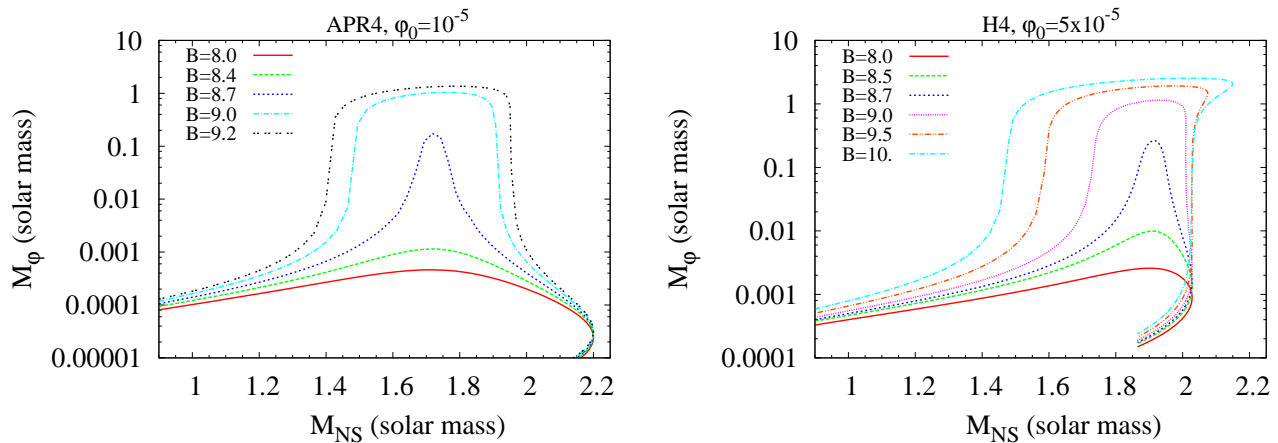 APR4, φ₀=10⁻⁵
B=8.0
B=8.4
B=8.7
B=9.0
B=9.2
10
1
0.1
0.01
0.001
0.0001
0.00001
Mφ (solar mass)
1 1.2 1.4 1.6 1.8 2 2.2
M_NS (solar mass)
H4, φ₀=5x10⁻⁵
B=8.0
B=8.5
B=8.7
B=9.0
B=9.5
B=10.
10
1
0.1
0.01
0.001
0.0001
Mφ (solar mass)
1 1.2 1.4 1.6 1.8 2 2.2
M_NS (solar mass)